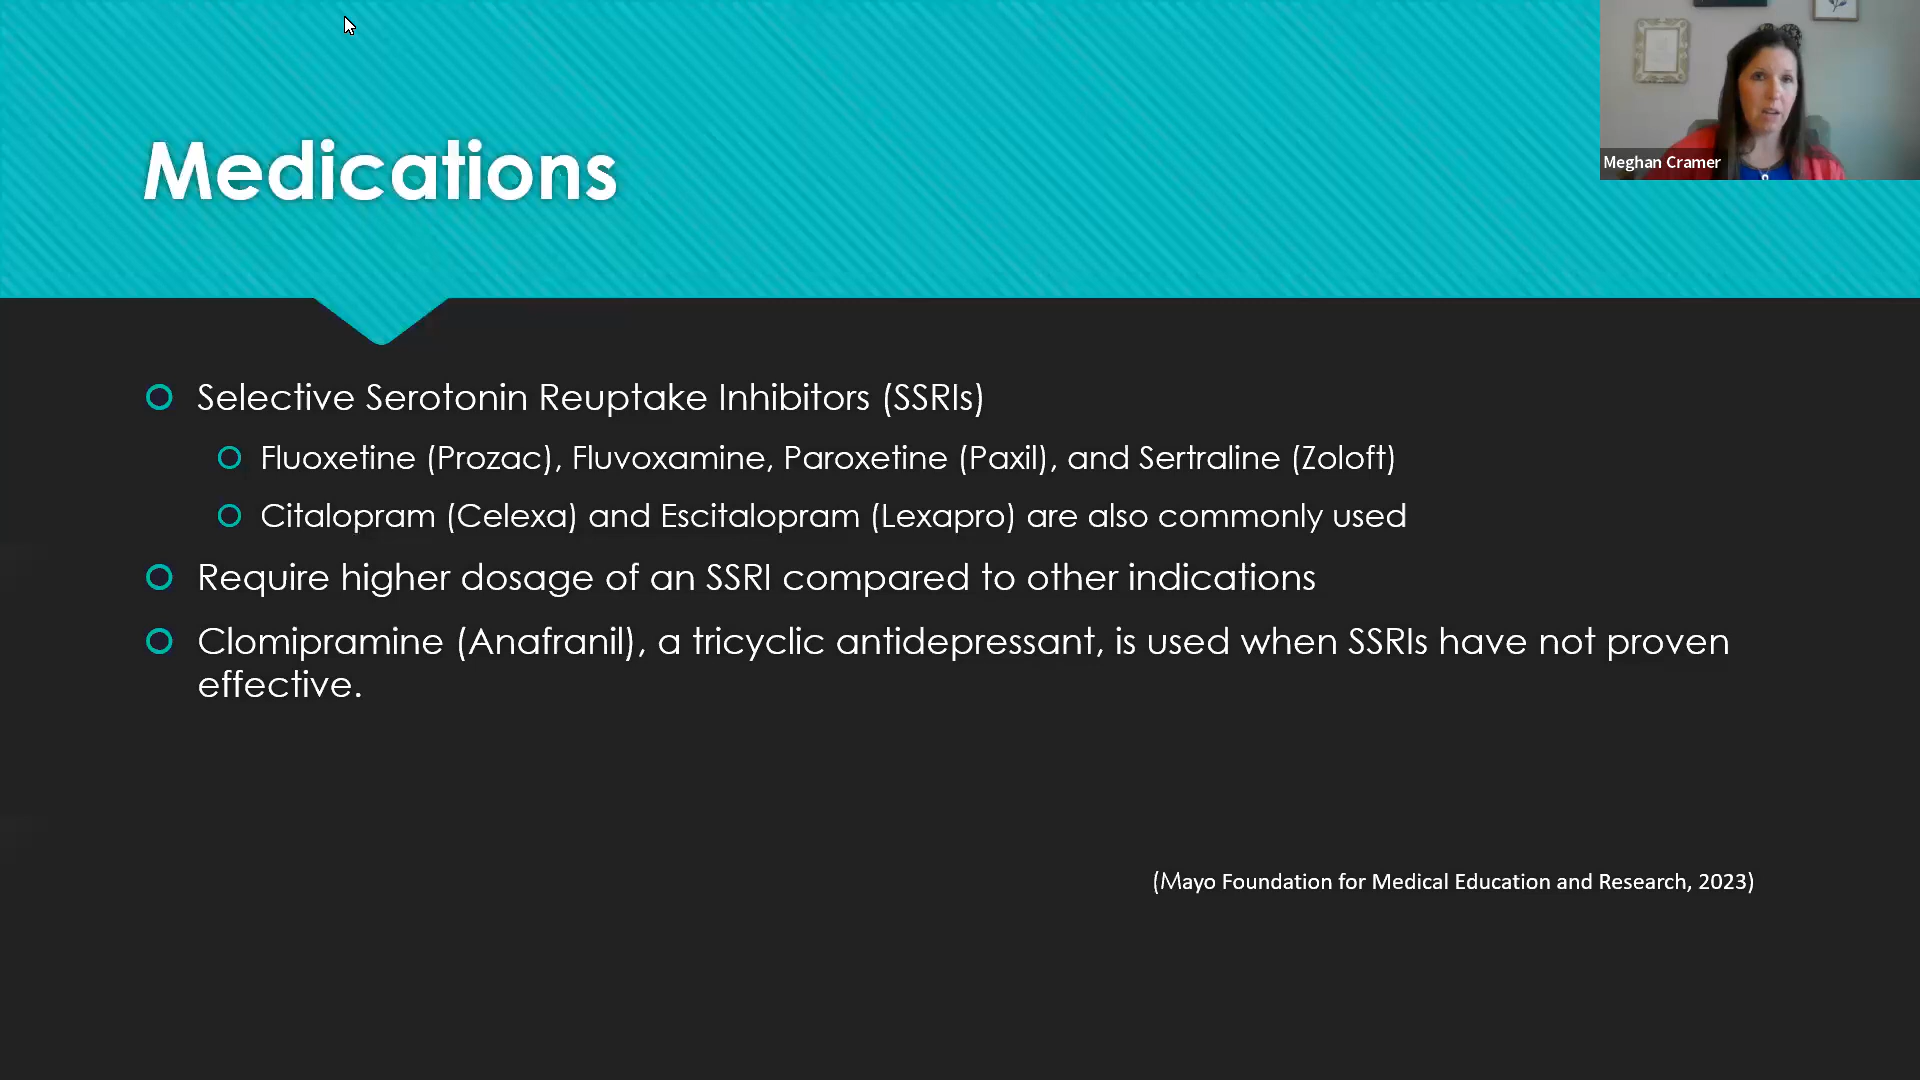 Medications
Meghan Cramer
Selective Serotonin Reuptake Inhibitors (SSRIs)
Fluoxetine (Prozac), Fluvoxamine, Paroxetine (Paxil), and Sertraline (Zoloft)
Citalopram (Celexa) and Escitalopram (Lexapro) are also commonly used
Require higher dosage of an SSRI compared to other indications
Clomipramine (Anafranil), a tricyclic antidepressant, is used when SSRIs have not proven
effective.
(Mayo Foundation for Medical Education and Research, 2023)